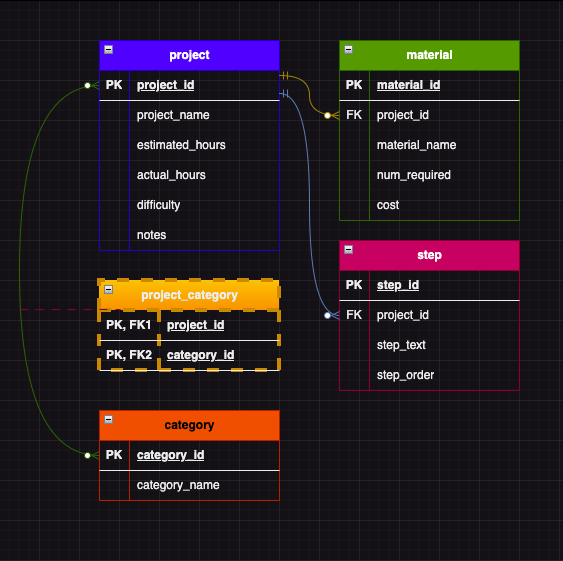 project
PK project_id
project_name
estimated_hours
actual_hours
difficulty
notes
material
PK material_id
FK project_id
material_name
num_required
cost
project_category
PK, FK1 project_id
PK, FK2 category_id
step
PK step_id
FK project_id
step_text
step_order
category
PK category_id
category_name